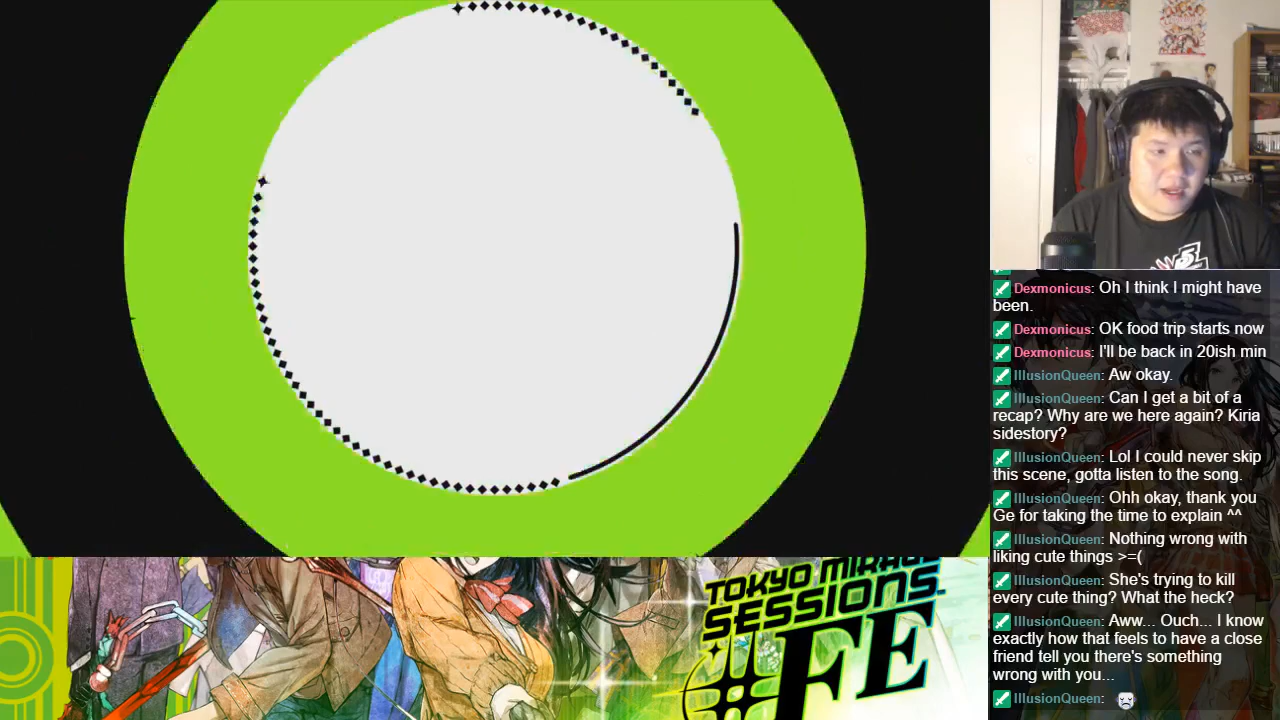 5
Dexmonicus: Oh I think I might have
been.
Dexmonicus: OK food trip starts now
Dexmonicus: I'll be back in 20ish min
IllusionQueen: Aw okay.
IllusionQueen: Can I get a bit of a
recap? Why are we here again? Kiria
sidestory?
IllusionQueen: Lol I could never skip
this scene, gotta listen to the song.
IllusionQueen: Ohh okay, thank you
Ge for taking the time to explain ^^
IllusionQueen: Nothing wrong with
liking cute things >=(
IllusionQueen: She's trying to kill
every cute thing? What the heck?
IllusionQueen: Aww... Ouch... I know
exactly how that feels to have a close
friend tell you there's something
wrong with you...
IllusionQueen:
TOKYO MIRAGE
SESSIONS
#FE